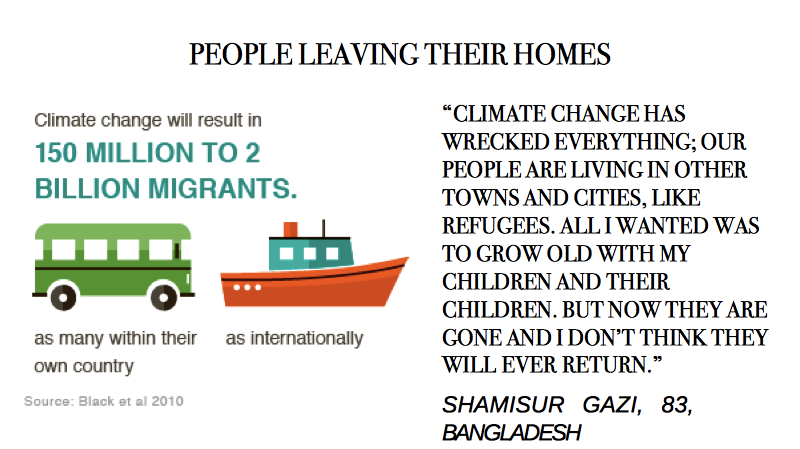 PEOPLE LEAVING THEIR HOMES
Climate change will result in
150 MILLION TO 2
BILLION MIGRANTS.
as many within their
own country
as internationally
Source: Black et al 2010
“CLIMATE CHANGE HAS
WRECKED EVERYTHING; OUR
PEOPLE ARE LIVING IN OTHER
TOWNS AND CITIES, LIKE
REFUGEES. ALL I WANTED WAS
TO GROW OLD WITH MY
CHILDREN AND THEIR
CHILDREN. BUT NOW THEY ARE
GONE AND I DON’T THINK THEY
WILL EVER RETURN.”
SHAMISUR GAZI, 83,
BANGLADESH